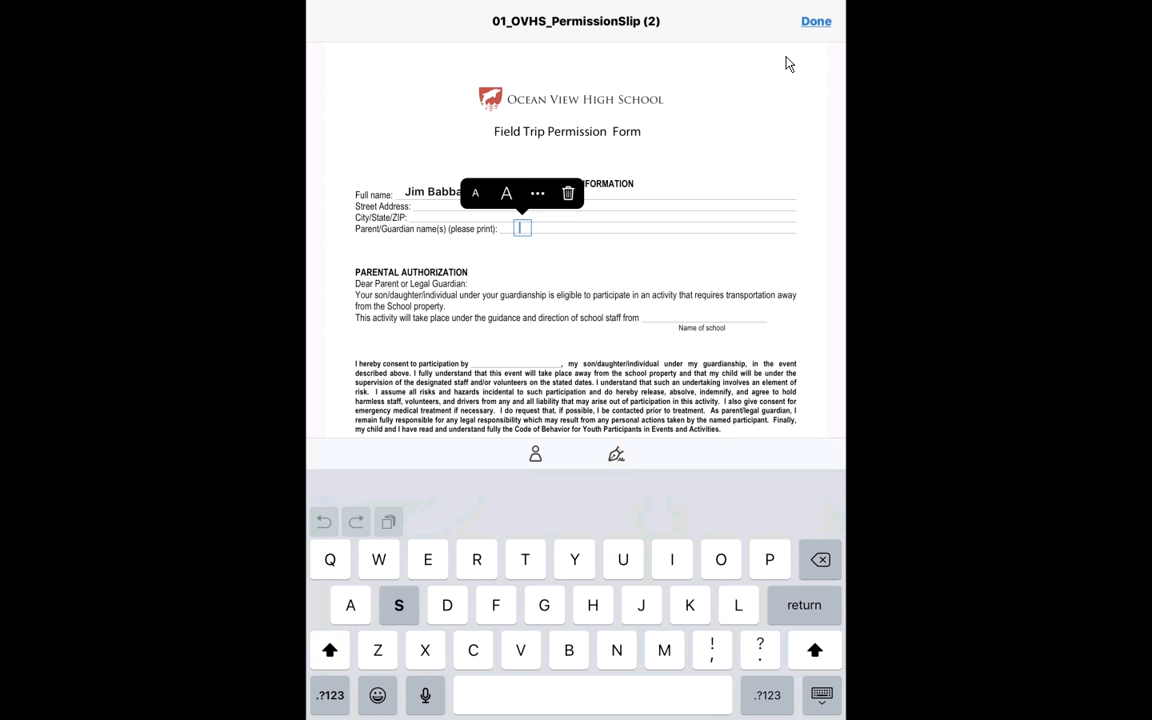 01_OVHS_PermissionSlip (2)
Done
OCEAN VIEW HIGH SCHOOL
Field Trip Permission Form
FORMATION
Full name: Jim Babba
Street Address:
City/State/ZIP:
Parent/Guardian name(s) (please print):
A A
PARENTAL AUTHORIZATION
Dear Parent or Legal Guardian:
Your son/daughter/individual under your guardianship is eligible to participate in an activity that requires transportation away
from the School property.
This activity will take place under the guidance and direction of school staff from
Name of school
I hereby consent to participation by ____________________, my son/daughter/individual under my guardianship, in the event
described above. I fully understand that this event will take place away from the school property and that my child will be under the
supervision of the designated staff and/or volunteers on the stated dates. I understand that such an undertaking involves an element of
risk. I assume all risks and hazards incidental to such participation and do hereby release, absolve, indemnify, and agree to hold
harmless staff, volunteers, and drivers from any and all liability that may arise out of participation in this activity. I also give consent for
emergency medical treatment if necessary. I do request that, if possible, I be contacted prior to treatment. As parent/legal guardian, I
remain fully responsible for any legal responsibility which may result from any personal actions taken by the named participant. Finally,
my child and I have read and understand fully the Code of Behavior for Youth Participants in Events and Activities.
Q W E R T Y U I O P
A S D F G H J K L return
Z X C V B N M ! , ? .
.?123 .?123